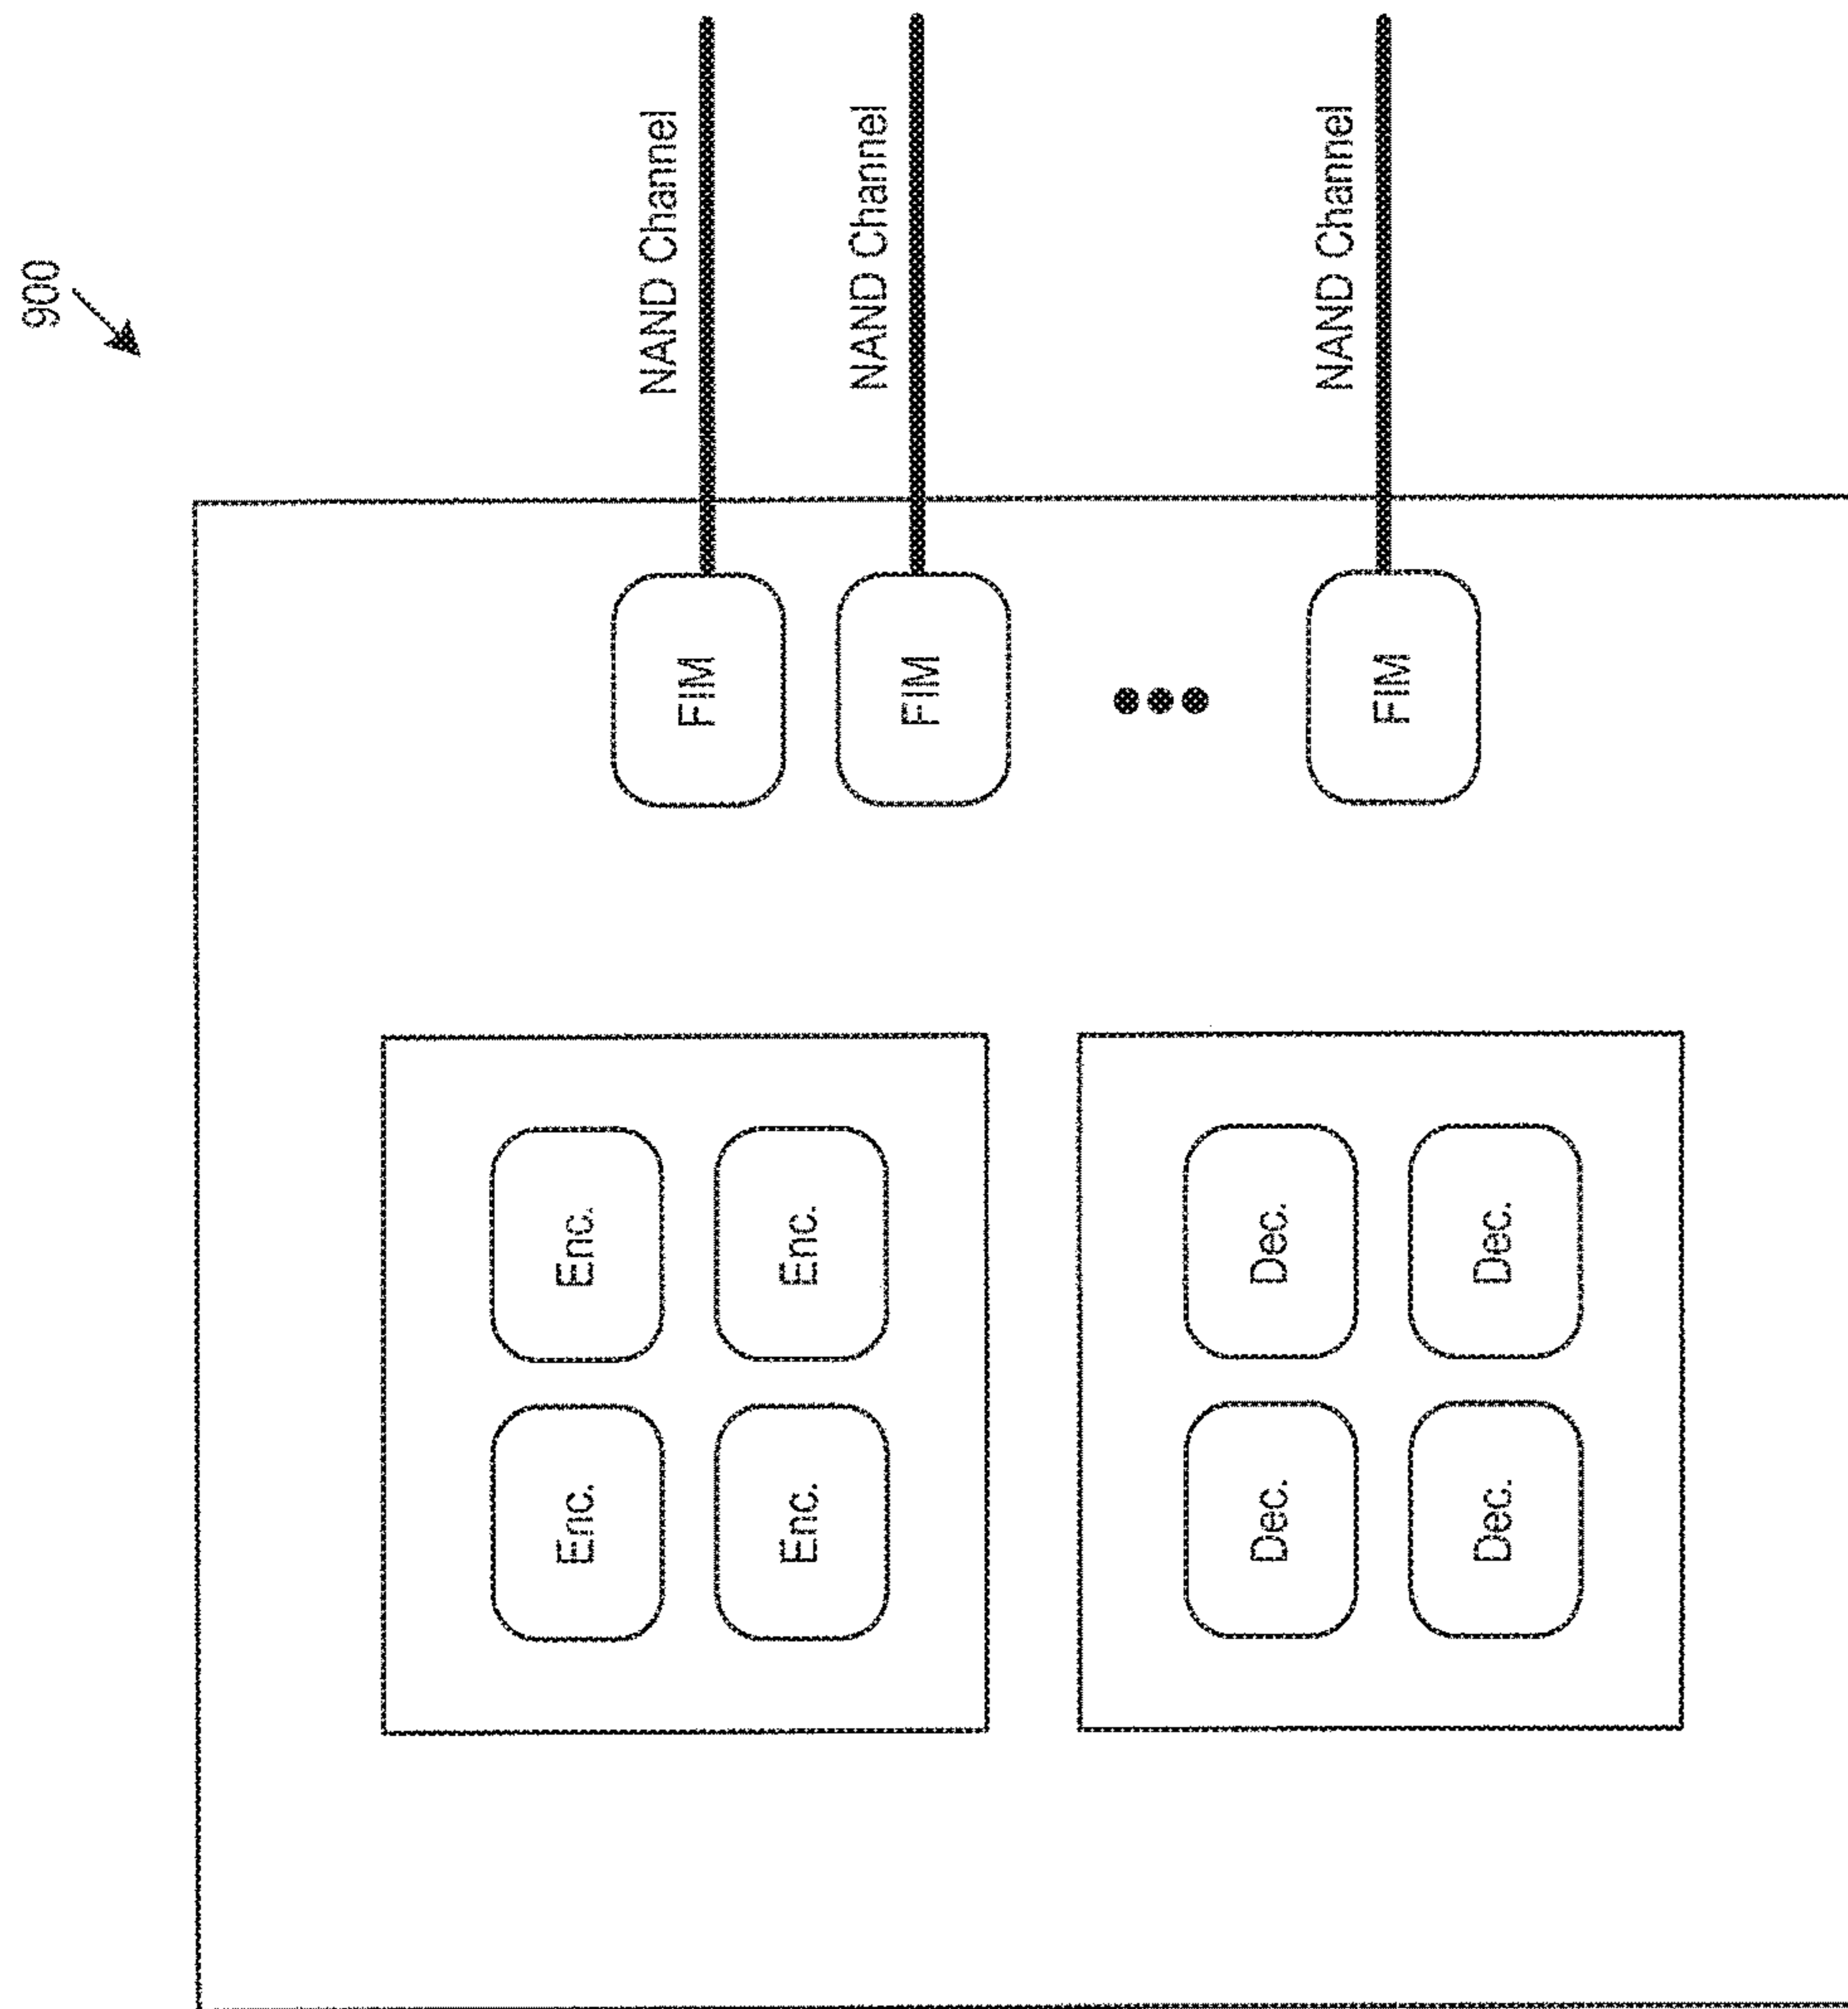 900
NAND Channel
NAND Channel
NAND Channel
FIM
FIM
FIM
Enc.
Enc.
Enc.
Enc.
Dec.
Dec.
Dec.
Dec.